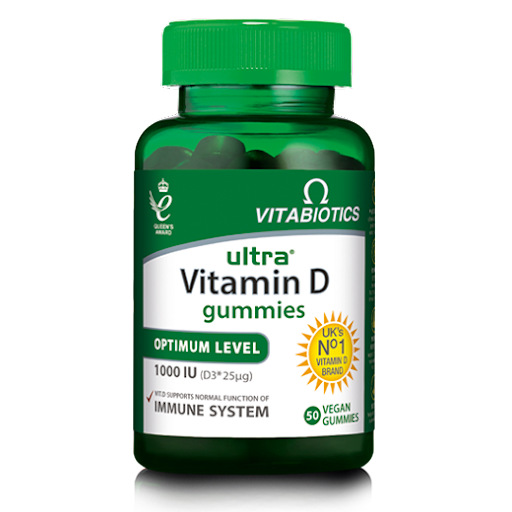 QUEEN'S
AWARD
VITABIOTICS
ultra®
Vitamin D
gummies
OPTIMUM LEVEL
1000 IU (D3*25μg)
VIT.D SUPPORTS NORMAL FUNCTION OF
IMMUNE SYSTEM
UK's
Nº1
VITAMIN D
BRAND
50 VEGAN
GUMMIES